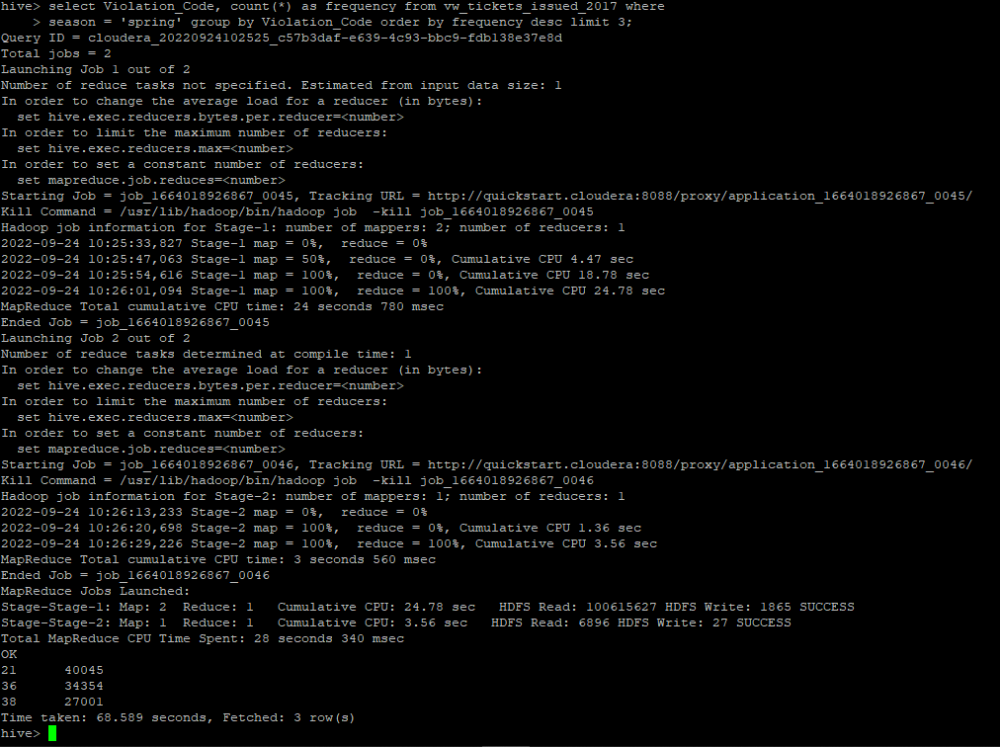 hive> select Violation_Code, count(*) as frequency from vw_tickets_issued_2017 where
    > season = 'spring' group by Violation_Code order by frequency desc limit 3;
Query ID = cloudera_20220924102525_c57b3daf-e639-4c93-bbc9-fdb138e37e8d
Total jobs = 2
Launching Job 1 out of 2
Number of reduce tasks not specified. Estimated from input data size: 1
In order to change the average load for a reducer (in bytes):
  set hive.exec.reducers.bytes.per.reducer=<number>
In order to limit the maximum number of reducers:
  set hive.exec.reducers.max=<number>
In order to set a constant number of reducers:
  set mapreduce.job.reduces=<number>
Starting Job = job_1664018926867_0045, Tracking URL = http://quickstart.cloudera:8088/proxy/application_1664018926867_0045/
Kill Command = /usr/lib/hadoop/bin/hadoop job  -kill job_1664018926867_0045
Hadoop job information for Stage-1: number of mappers: 2; number of reducers: 1
2022-09-24 10:25:33,827 Stage-1 map = 0%,  reduce = 0%
2022-09-24 10:25:47,063 Stage-1 map = 50%,  reduce = 0%, Cumulative CPU 4.47 sec
2022-09-24 10:25:54,616 Stage-1 map = 100%,  reduce = 0%, Cumulative CPU 18.78 sec
2022-09-24 10:26:01,094 Stage-1 map = 100%,  reduce = 100%, Cumulative CPU 24.78 sec
MapReduce Total cumulative CPU time: 24 seconds 780 msec
Ended Job = job_1664018926867_0045
Launching Job 2 out of 2
Number of reduce tasks determined at compile time: 1
In order to change the average load for a reducer (in bytes):
  set hive.exec.reducers.bytes.per.reducer=<number>
In order to limit the maximum number of reducers:
  set hive.exec.reducers.max=<number>
In order to set a constant number of reducers:
  set mapreduce.job.reduces=<number>
Starting Job = job_1664018926867_0046, Tracking URL = http://quickstart.cloudera:8088/proxy/application_1664018926867_0046/
Kill Command = /usr/lib/hadoop/bin/hadoop job  -kill job_1664018926867_0046
Hadoop job information for Stage-2: number of mappers: 1; number of reducers: 1
2022-09-24 10:26:13,233 Stage-2 map = 0%,  reduce = 0%
2022-09-24 10:26:20,698 Stage-2 map = 100%,  reduce = 0%, Cumulative CPU 1.36 sec
2022-09-24 10:26:29,226 Stage-2 map = 100%,  reduce = 100%, Cumulative CPU 3.56 sec
MapReduce Total cumulative CPU time: 3 seconds 560 msec
Ended Job = job_1664018926867_0046
MapReduce Jobs Launched:
Stage-Stage-1: Map: 2  Reduce: 1   Cumulative CPU: 24.78 sec   HDFS Read: 100615627 HDFS Write: 1865 SUCCESS
Stage-Stage-2: Map: 1  Reduce: 1   Cumulative CPU: 3.56 sec   HDFS Read: 6896 HDFS Write: 27 SUCCESS
Total MapReduce CPU Time Spent: 28 seconds 340 msec
OK
21      40045
36      34354
38      27001
Time taken: 68.589 seconds, Fetched: 3 row(s)
hive>